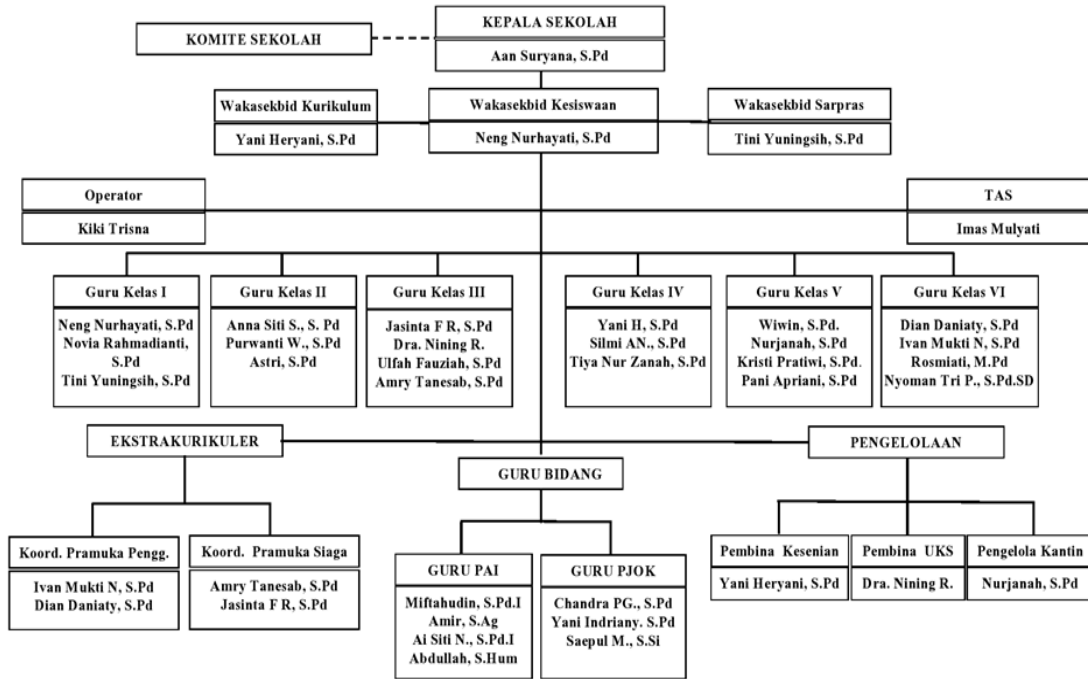 KEPALA SEKOLAH
KOMITE SEKOLAH
Aan Suryana, S.Pd
Wakasekbid Kurikulum
Wakasekbid Kesiswaan
Wakasekbid Sarpras
Yani Heryani, S.Pd
Neng Nurhayati, S.Pd
Tini Yuningsih, S.Pd
Operator
TAS
Kiki Trisna
Imas Mulyati
Guru Kelas I
Neng Nurhayati, S.Pd
Novia Rahmadianti,
S.Pd
Tini Yuningsih, S.Pd
Guru Kelas II
Anna Siti S., S. Pd
Purwanti W., S.Pd
Astri, S.Pd
Guru Kelas III
Jasinta F R, S.Pd
Dra. Nining R.
Ulfah Fauziah, S.Pd
Amry Tanesab, S.Pd
Guru Kelas IV
Yani H, S.Pd
Silmi AN., S.Pd
Tiya Nur Zanah, S.Pd
Guru Kelas V
Wiwin, S.Pd.
Nurjanah, S.Pd
Kristi Pratiwi, S.Pd.
Pani Apriani, S.Pd
Guru Kelas VI
Dian Daniaty, S.Pd
Ivan Mukti N, S.Pd
Rosmiati, M.Pd
Nyoman Tri P., S.Pd.SD
EKSTRAKURIKULER
PENGELOLAAN
GURU BIDANG
Koord. Pramuka Pengg.
Ivan Mukti N, S.Pd
Dian Daniaty, S.Pd
Koord. Pramuka Siaga
Amry Tanesab, S.Pd
Jasinta F R, S.Pd
GURU PAI
Miftahudin, S.Pd.I
Amir, S.Ag
Ai Siti N., S.Pd.I
Abdullah, S.Hum
GURU PJOK
Chandra PG., S.Pd
Yani Indriany. S.Pd
Saepul M., S.Si
Pembina Kesenian
Yani Heryani, S.Pd
Pembina UKS
Dra. Nining R.
Pengelola Kantin
Nurjanah, S.Pd